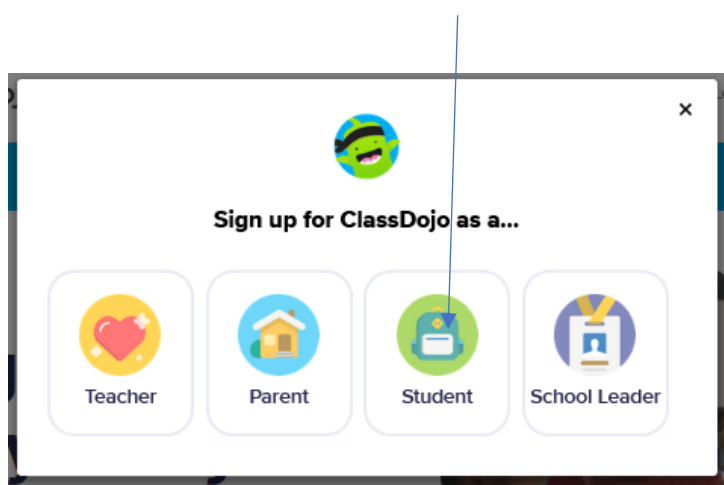 Sign up for ClassDojo as a...
Teacher Parent Student School Leader